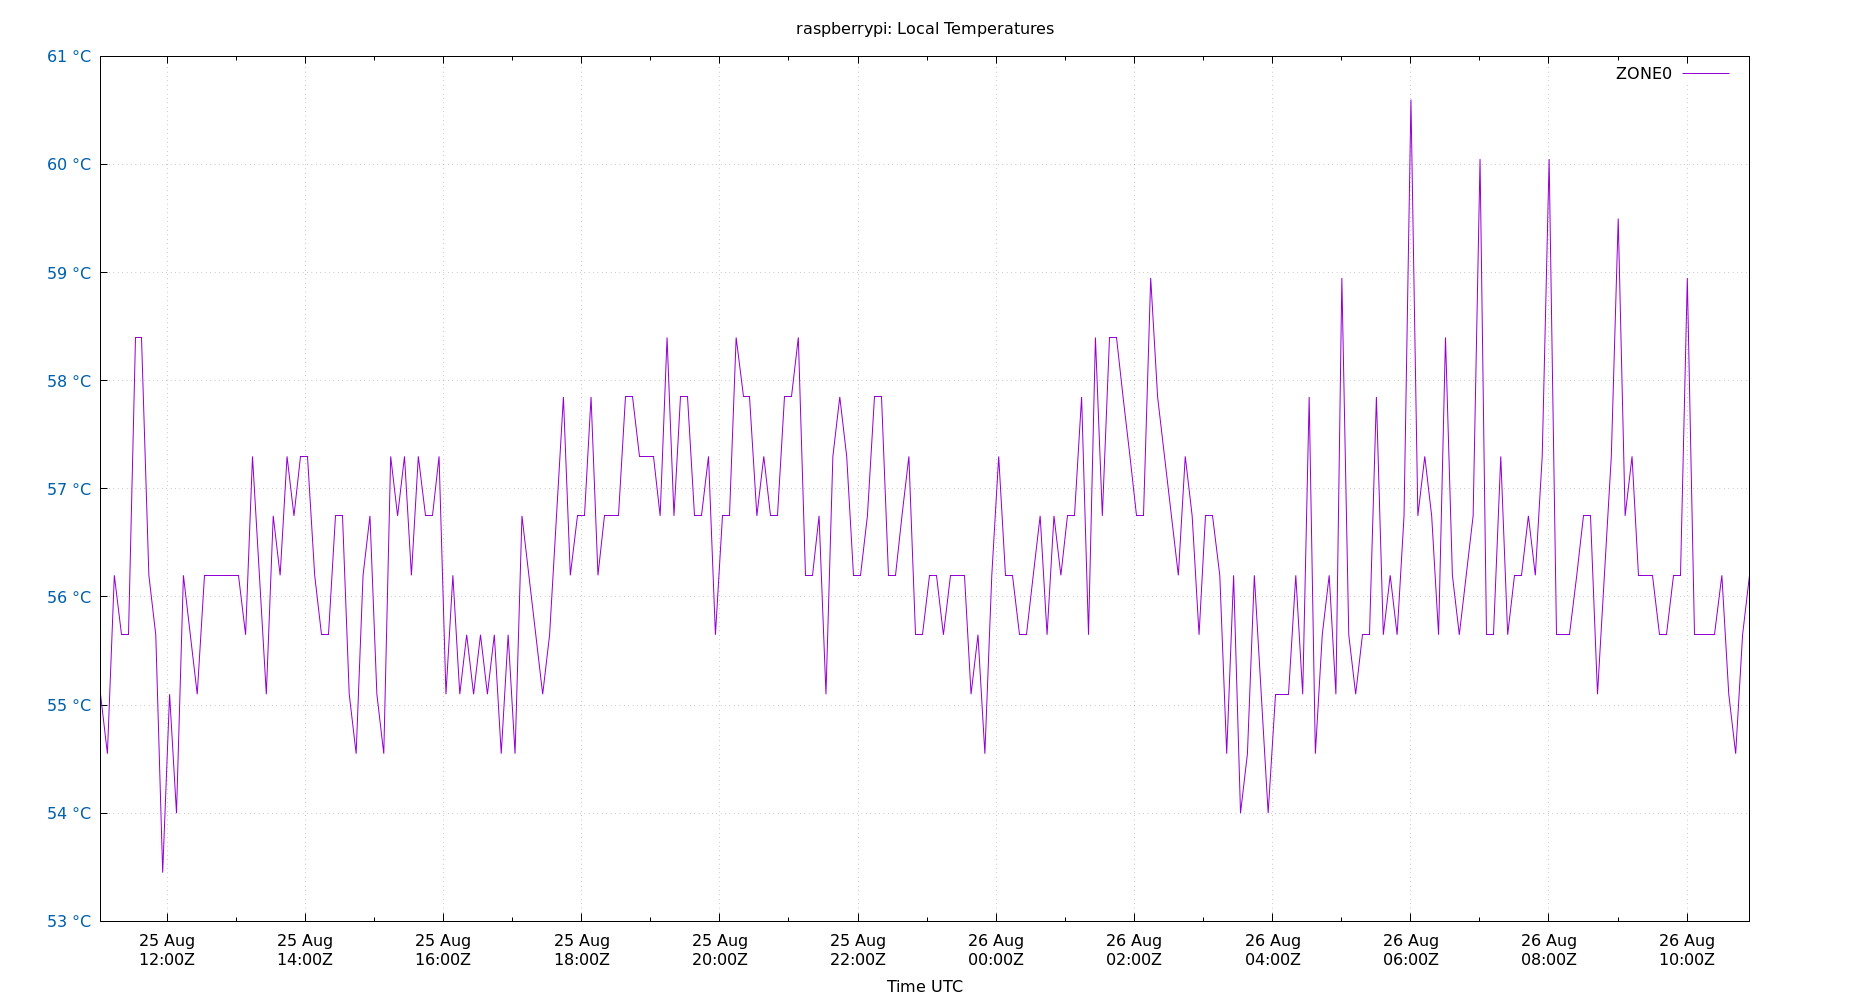 raspberrypi: Local Temperatures
61 °C
ZONE0
60 °C
59 °C
58 °C
57 °C
56 °C
55 °C
54 °C
53 °C
25 Aug 25 Aug 25 Aug 25 Aug 25 Aug 25 Aug 26 Aug 26 Aug 26 Aug 26 Aug 26 Aug 26 Aug
12:00Z 14:00Z 16:00Z 18:00Z 20:00Z 22:00Z 00:00Z 02:00Z 04:00Z 06:00Z 08:00Z 10:00Z
Time UTC